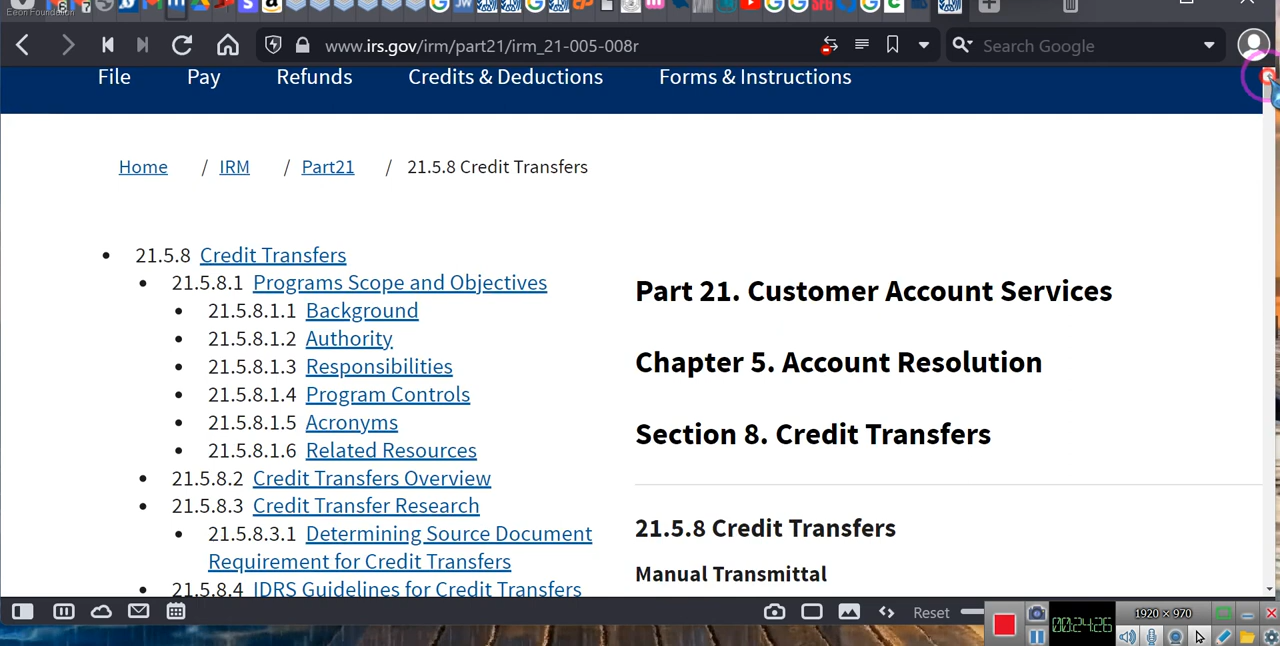 Eeon Foundation
www.irs.gov/irm/part21/irm_21-005-008r
Search Google
File Pay Refunds Credits & Deductions Forms & Instructions
Home / IRM / Part21 / 21.5.8 Credit Transfers
21.5.8 Credit Transfers
21.5.8.1 Programs Scope and Objectives
21.5.8.1.1 Background
21.5.8.1.2 Authority
21.5.8.1.3 Responsibilities
21.5.8.1.4 Program Controls
21.5.8.1.5 Acronyms
21.5.8.1.6 Related Resources
21.5.8.2 Credit Transfers Overview
21.5.8.3 Credit Transfer Research
21.5.8.3.1 Determining Source Document
Requirement for Credit Transfers
21.5.8.4 IDRS Guidelines for Credit Transfers
Part 21. Customer Account Services
Chapter 5. Account Resolution
Section 8. Credit Transfers
21.5.8 Credit Transfers
Manual Transmittal
Reset
00:24:26
1920 × 970